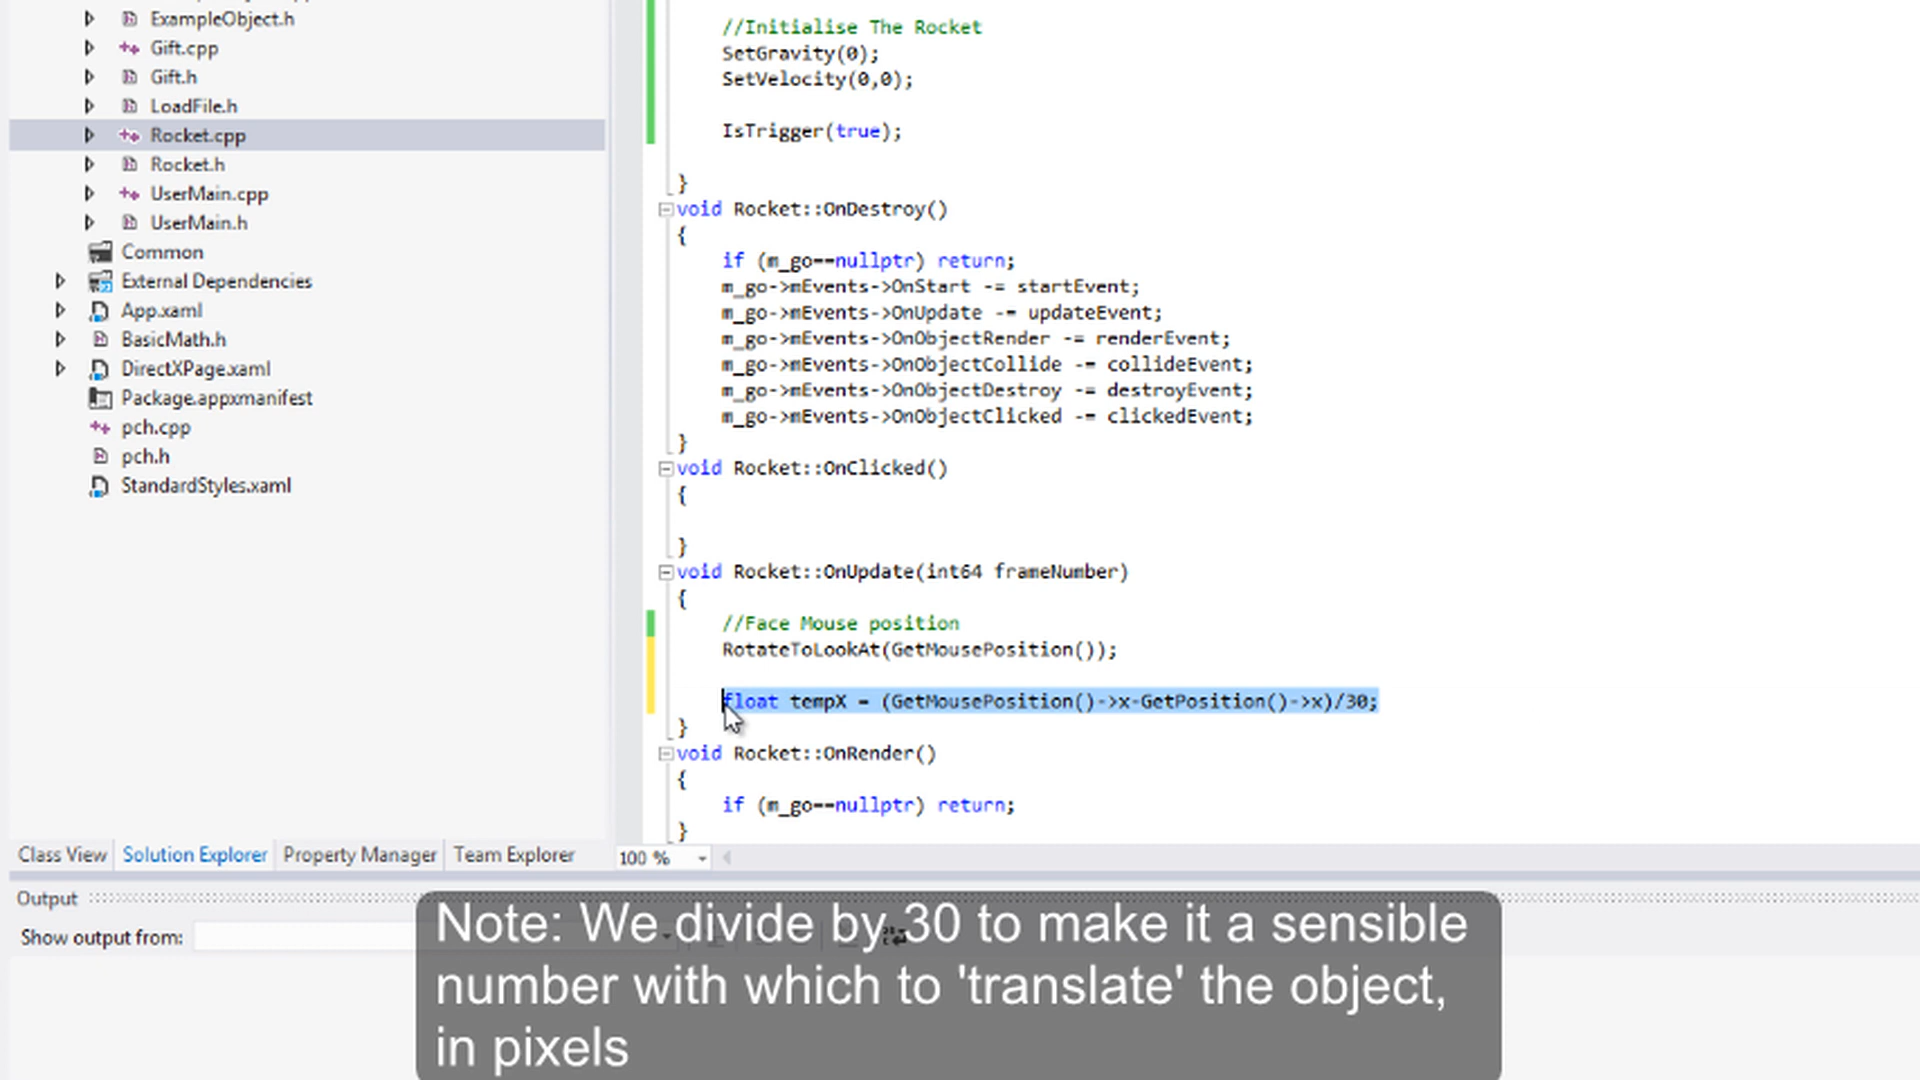 ExampleObject.h
Gift.cpp
Gift.h
LoadFile.h
Rocket.cpp
Rocket.h
UserMain.cpp
UserMain.h
Common
External Dependencies
App.xaml
BasicMath.h
DirectXPage.xaml
Package.appxmanifest
pch.cpp
pch.h
StandardStyles.xaml
Class View
Solution Explorer
Property Manager
Team Explorer
//Initialise The Rocket
SetGravity(0);
SetVelocity(0,0);
IsTrigger(true);
}
void Rocket::OnDestroy()
{
if (m_go==nullptr) return;
m_go->mEvents->OnStart -= startEvent;
m_go->mEvents->OnUpdate -= updateEvent;
m_go->mEvents->OnObjectRender -= renderEvent;
m_go->mEvents->OnObjectCollide -= collideEvent;
m_go->mEvents->OnObjectDestroy -= destroyEvent;
m_go->mEvents->OnObjectClicked -= clickedEvent;
}
void Rocket::OnClicked()
{
}
void Rocket::OnUpdate(int64 frameNumber)
{
//Face Mouse position
RotateToLookAt(GetMousePosition());
float tempX = (GetMousePosition()->x-GetPosition()->x)/30;
}
void Rocket::OnRender()
{
if (m_go==nullptr) return;
}
100 %
Output
Show output from:
Note: We divide by 30 to make it a sensible
number with which to 'translate' the object,
in pixels